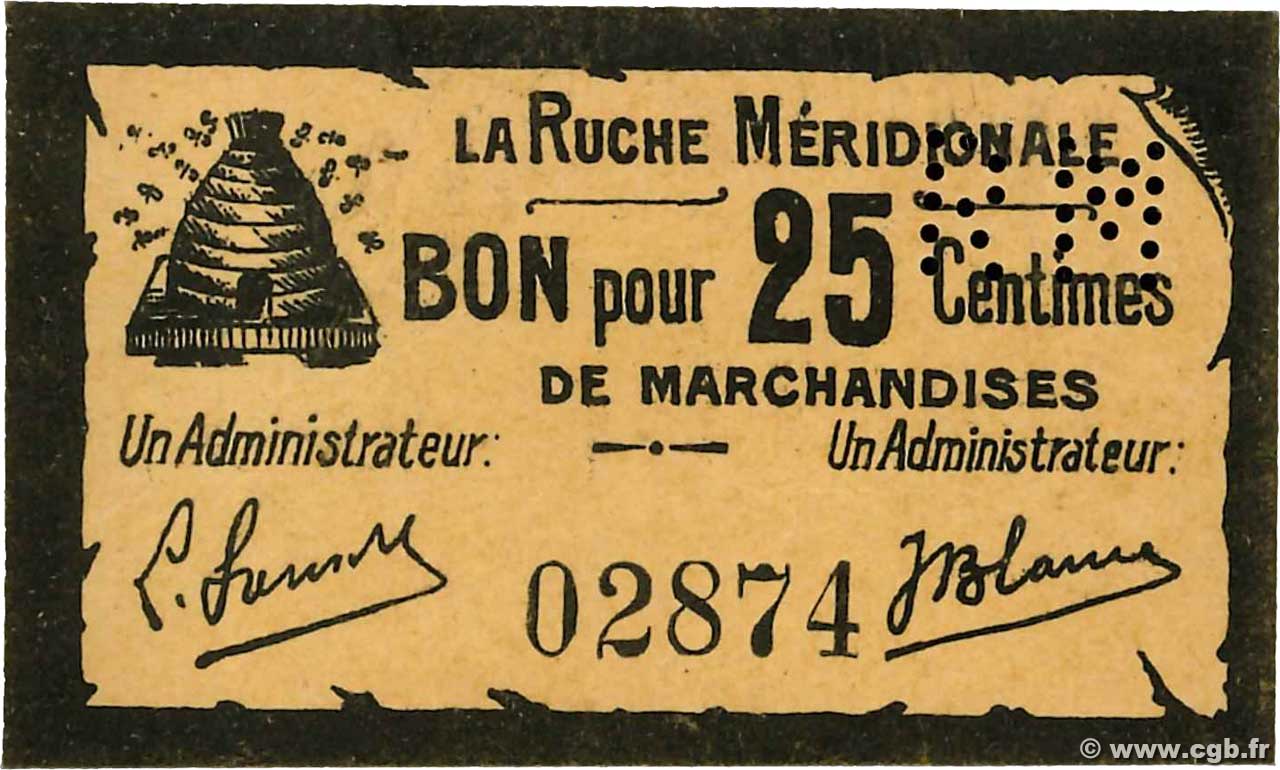 LA RUCHE MÉRIDIONALE
BON pour 25 Centimes
DE MARCHANDISES
Un Administrateur: Un Administrateur:
02874
© www.cgb.fr